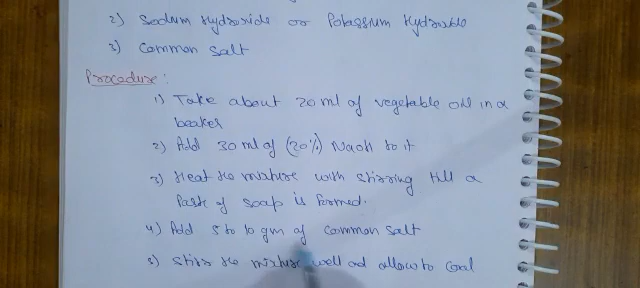 2) Sodium Hydroxide or Potassium Hydroxide
3) Common Salt
Procedure:
1) Take about 20 ml of vegetable oil in a
beaker
2) Add 30 ml of (20%) NaOH to it
3) Heat the mixture with stirring till a
Paste of soap is formed.
4) Add 5 to 10 gm of common salt
5) Stirr the mixture well ad allow to Cool